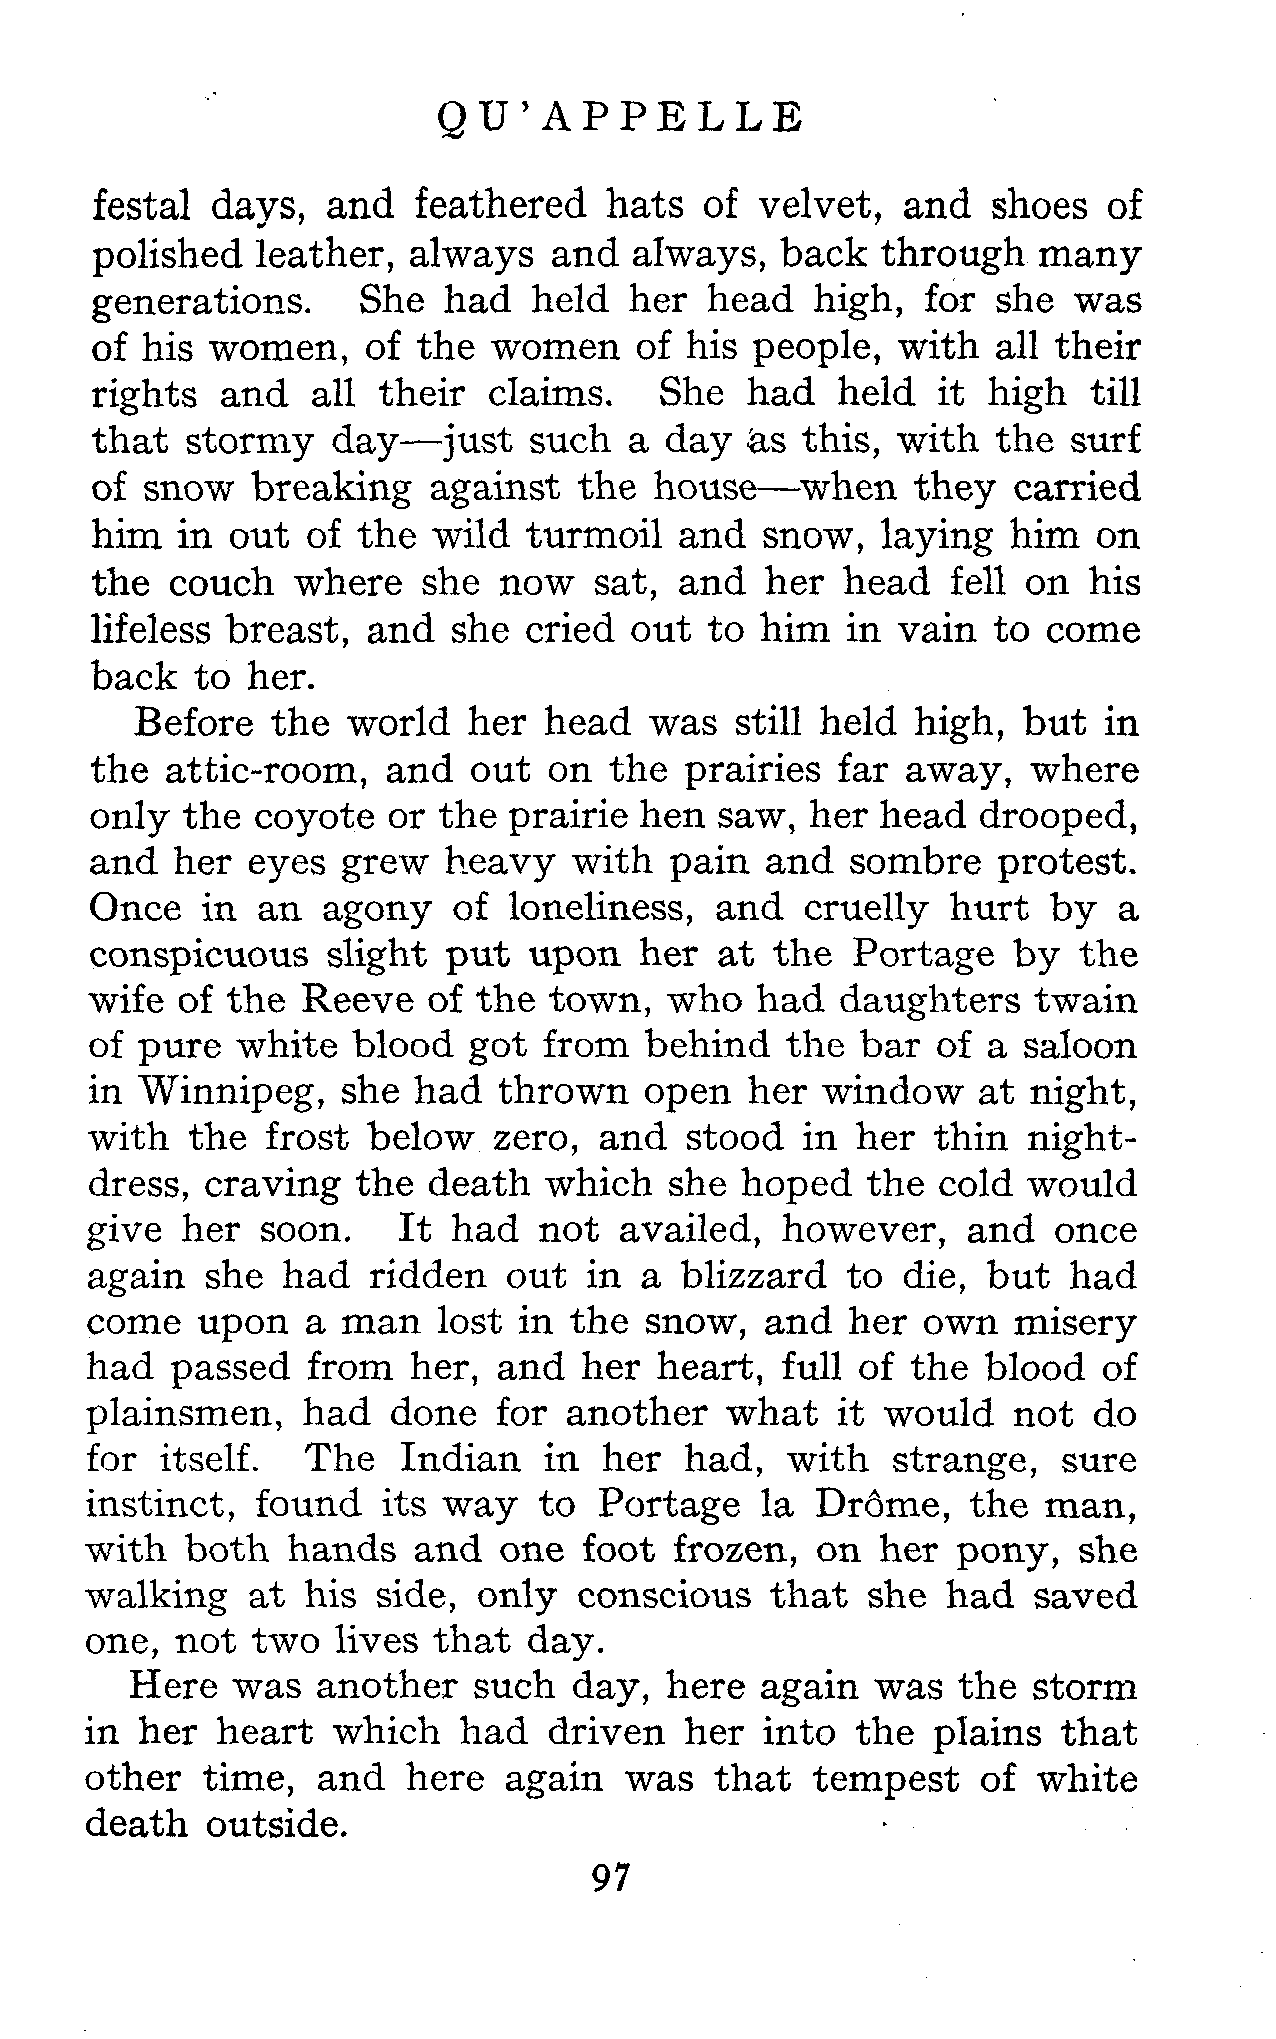 QU'APPELLE
festal days, and feathered hats of velvet, and shoes of
polished leather, always and always, back through many
generations. She had held her head high, for she was
of his women, of the women of his people, with all their
rights and all their claims. She had held it high till
that stormy day—just such a day as this, with the surf
of snow breaking against the house—when they carried
him in out of the wild turmoil and snow, laying him on
the couch where she now sat, and her head fell on his
lifeless breast, and she cried out to him in vain to come
back to her.
Before the world her head was still held high, but in
the attic-room, and out on the prairies far away, where
only the coyote or the prairie hen saw, her head drooped,
and her eyes grew heavy with pain and sombre protest.
Once in an agony of loneliness, and cruelly hurt by a
conspicuous slight put upon her at the Portage by the
wife of the Reeve of the town, who had daughters twain
of pure white blood got from behind the bar of a saloon
in Winnipeg, she had thrown open her window at night,
with the frost below zero, and stood in her thin night-
dress, craving the death which she hoped the cold would
give her soon. It had not availed, however, and once
again she had ridden out in a blizzard to die, but had
come upon a man lost in the snow, and her own misery
had passed from her, and her heart, full of the blood of
plainsmen, had done for another what it would not do
for itself. The Indian in her had, with strange, sure
instinct, found its way to Portage la Drôme, the man,
with both hands and one foot frozen, on her pony, she
walking at his side, only conscious that she had saved
one, not two lives that day.
Here was another such day, here again was the storm
in her heart which had driven her into the plains that
other time, and here again was that tempest of white
death outside.
97